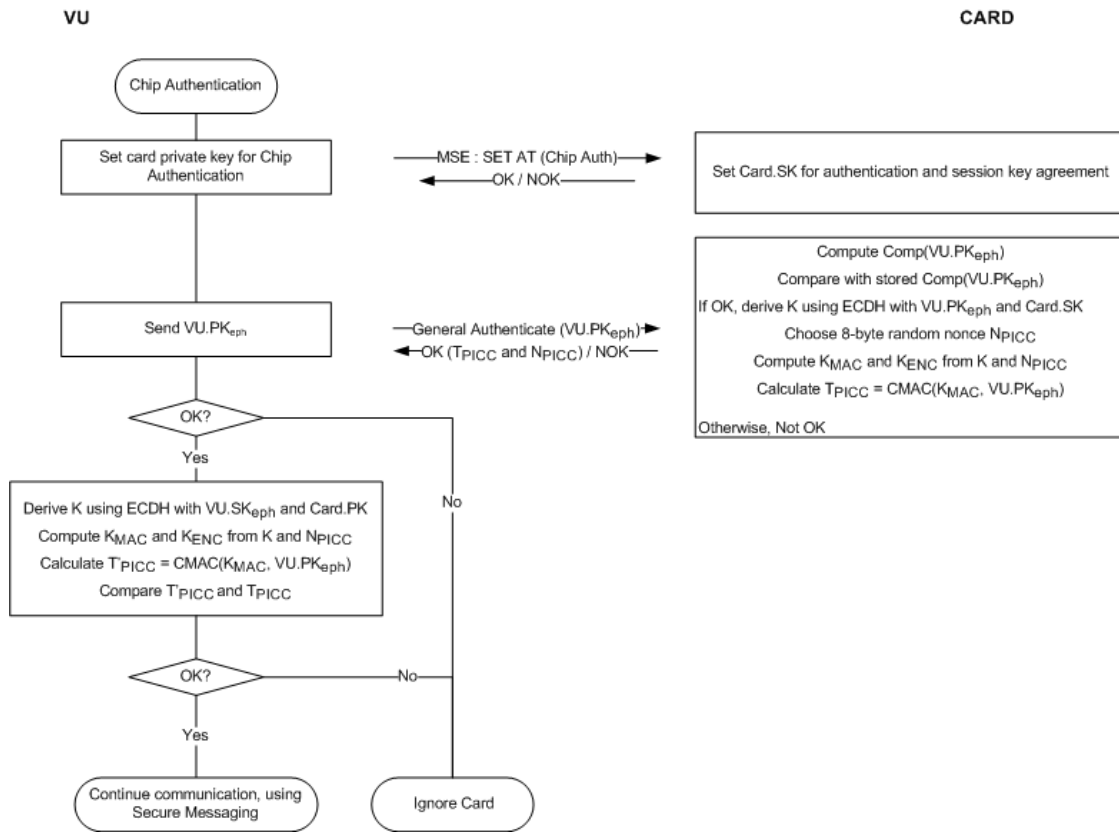 VU
CARD
Chip Authentication
Set card private key for Chip
Authentication
MSE : SET AT (Chip Auth)
OK / NOK
Set Card.SK for authentication and session key agreement
Compute Comp(VU.PKeph)
Compare with stored Comp(VU.PKeph)
If OK, derive K using ECDH with VU.PKeph and Card.SK
Choose 8-byte random nonce NPICC
Compute KMAC and KENC from K and NPICC
Calculate TPICC = CMAC(KMAC, VU.PKeph)
Otherwise, Not OK
Send VU.PKeph
General Authenticate (VU.PKeph)
OK (TPICC and NPICC) / NOK
OK?
Yes
No
Derive K using ECDH with VU.SKeph and Card.PK
Compute KMAC and KENC from K and NPICC
Calculate T'PICC = CMAC(KMAC, VU.PKeph)
Compare T'PICC and TPICC
OK?
No
Yes
Continue communication, using
Secure Messaging
Ignore Card